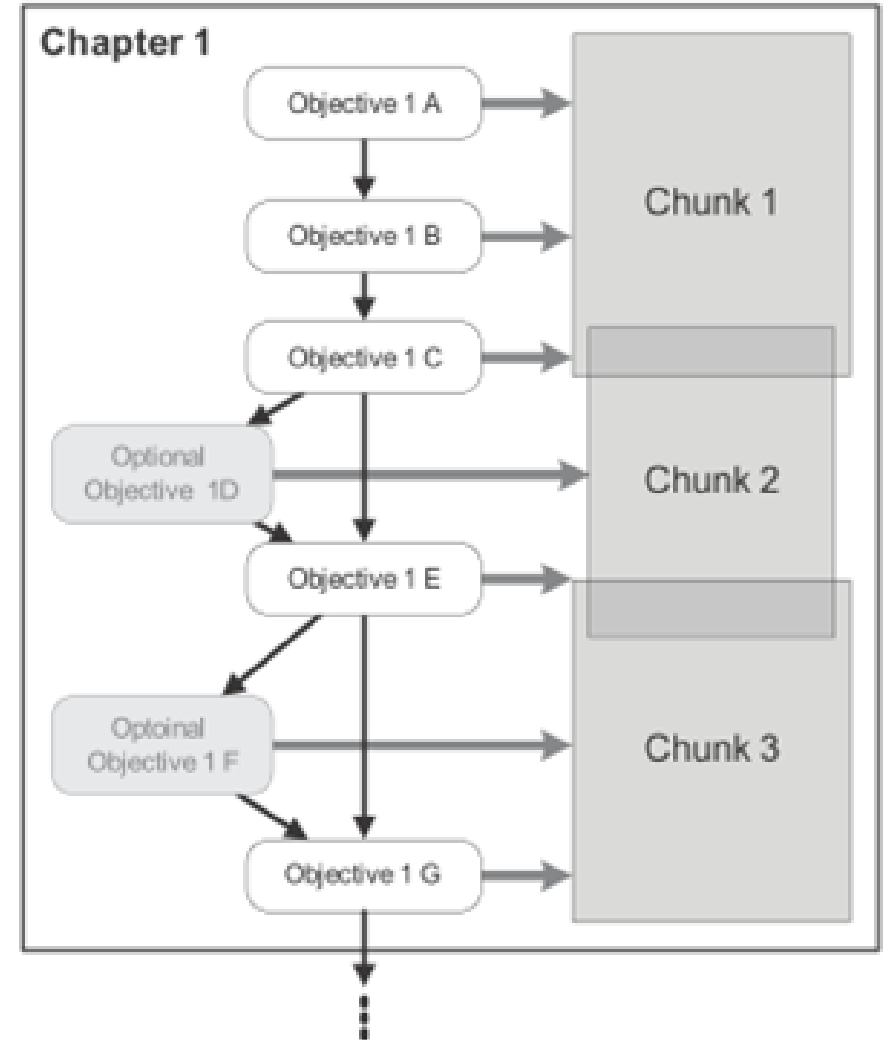 Chapter 1
Objective 1 A
Chunk 1
Objective 1 B
Objective 1 C
Optional
Objective 1D
Chunk 2
Objective 1 E
Optoinal
Objective 1 F
Chunk 3
Objective 1 G